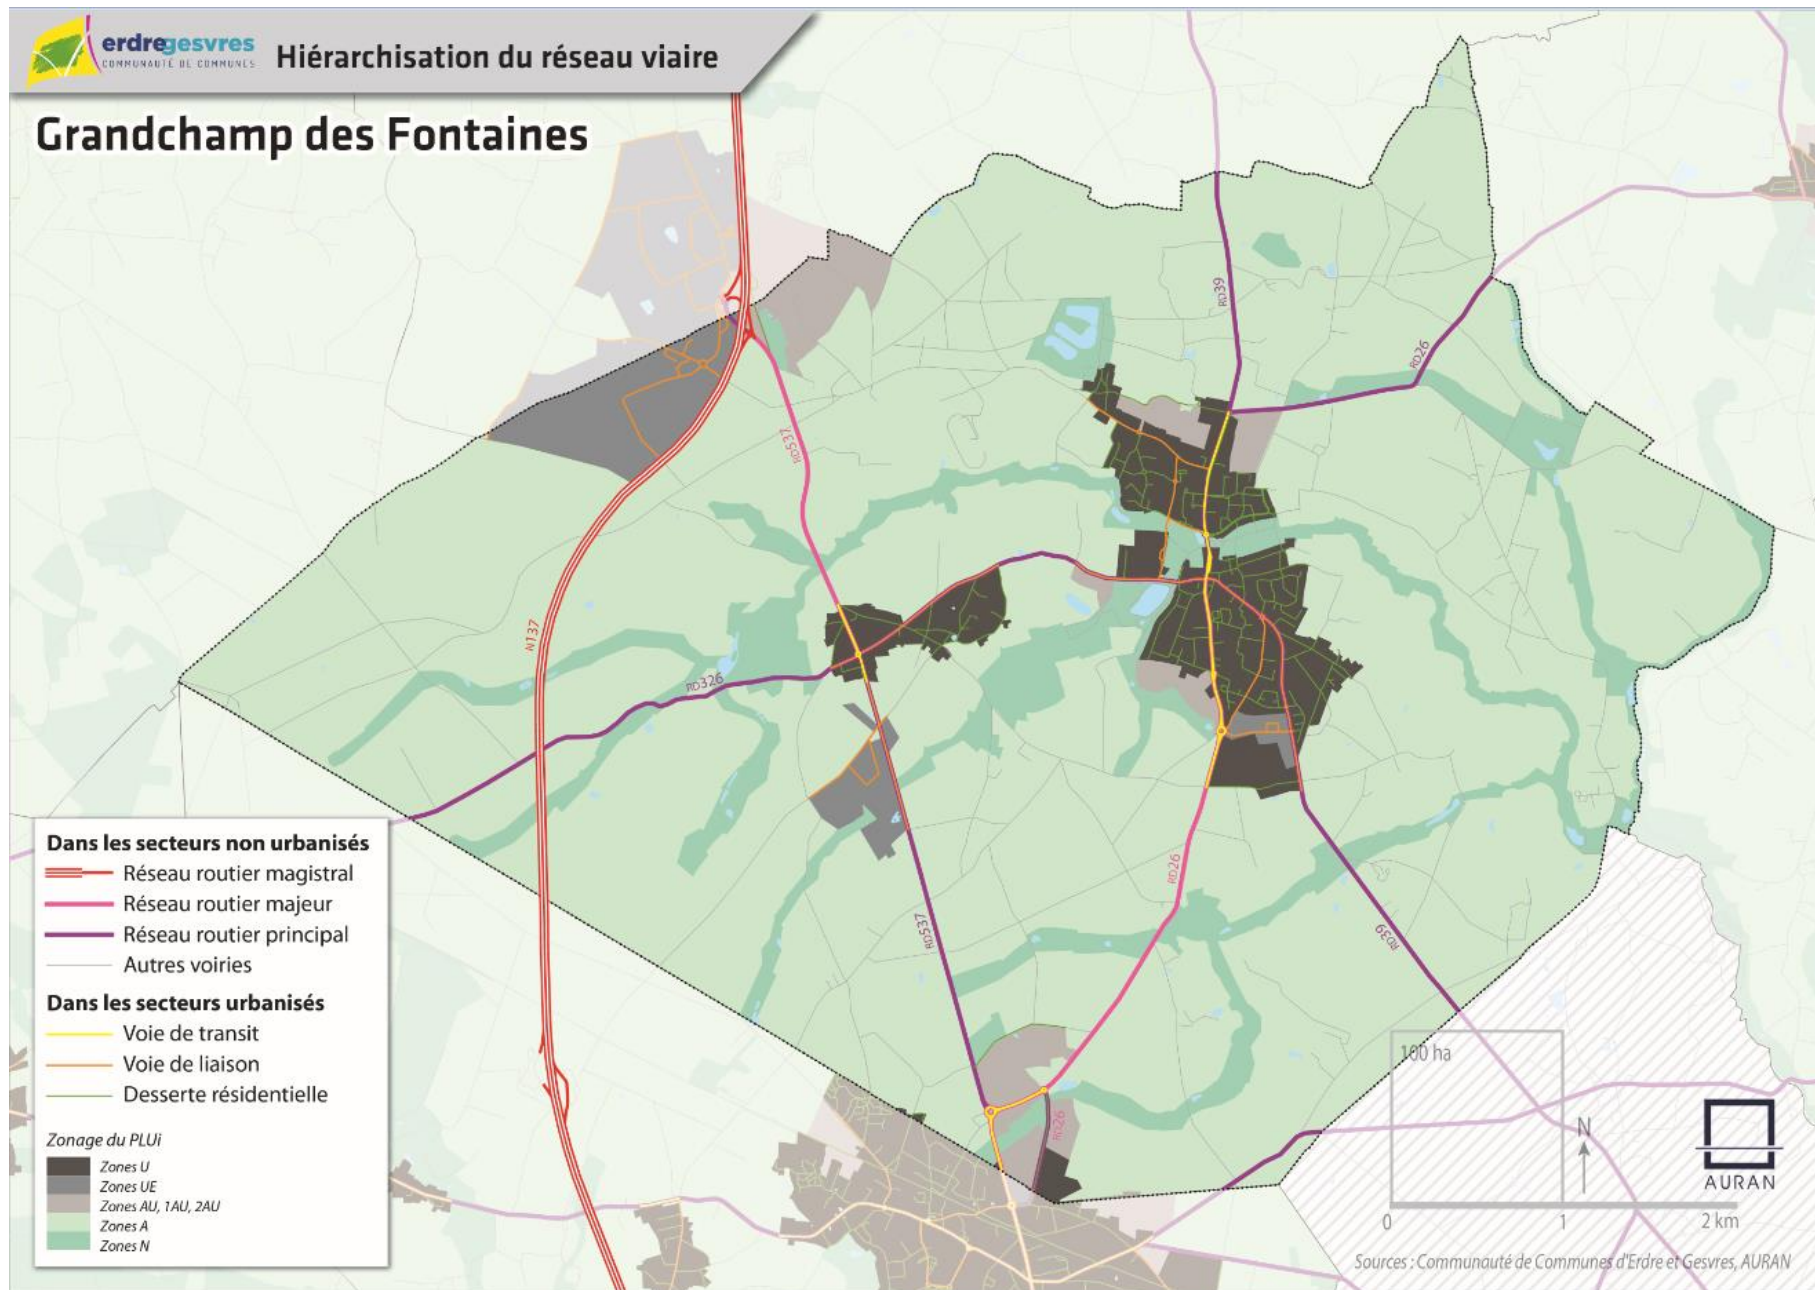 erdregesvres
COMMUNAUTÉ DE COMMUNES
Hiérarchisation du réseau viaire
Grandchamp des Fontaines
RD39
RD26
RD537
N137
RD326
RD537
RD26
RD39
RD26
Dans les secteurs non urbanisés
Réseau routier magistral
Réseau routier majeur
Réseau routier principal
Autres voiries
Dans les secteurs urbanisés
Voie de transit
Voie de liaison
Desserte résidentielle
Zonage du PLUi
Zones U
Zones UE
Zones AU, 1AU, 2AU
Zones A
Zones N
100 ha
N
AURAN
0 1 2 km
Sources : Communauté de Communes d'Erdre et Gesvres, AURAN